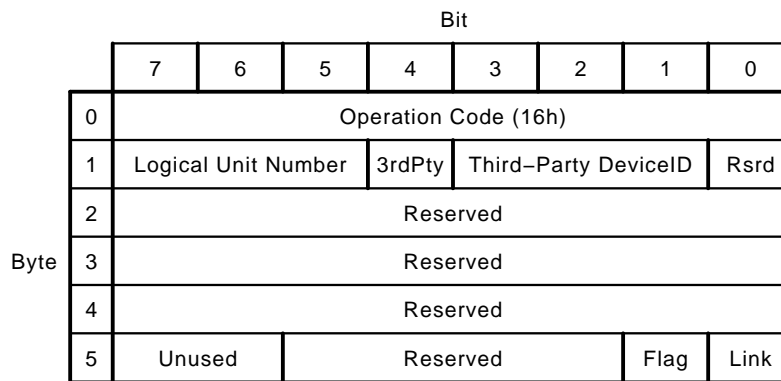 Bit
7 6 5 4 3 2 1 0
0 Operation Code (16h)
1 Logical Unit Number 3rdPty Third−Party DeviceID Rsrd
2 Reserved
Byte 3 Reserved
4 Reserved
5 Unused Reserved Flag Link